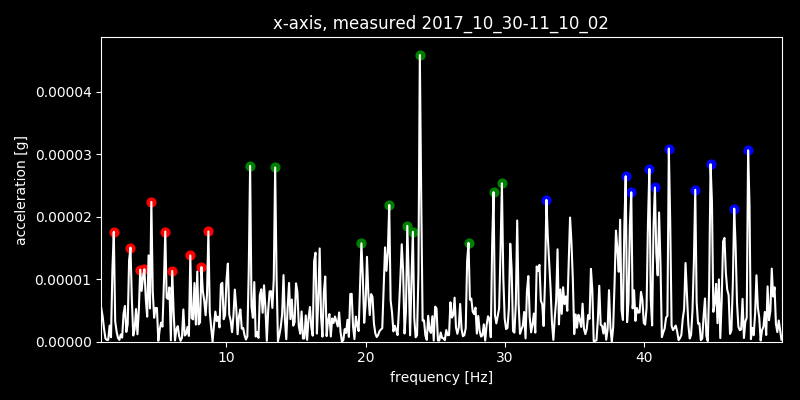 x-axis, measured 2017_10_30-11_10_02
0.00004
0.00003
0.00002
0.00001
0.00000
acceleration [g]
10 20 30 40
frequency [Hz]